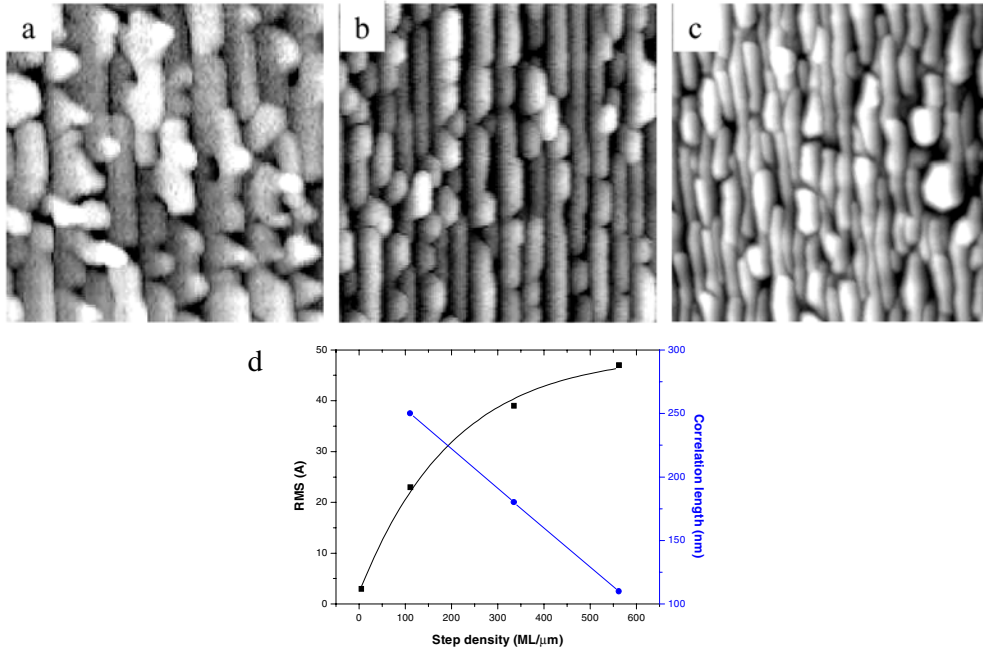 a
b
c
d
50
40
30
20
10
0
RMS (A)
0 100 200 300 400 500 600
Step density (ML/μm)
300
250
200
150
100
Correlation length (nm)